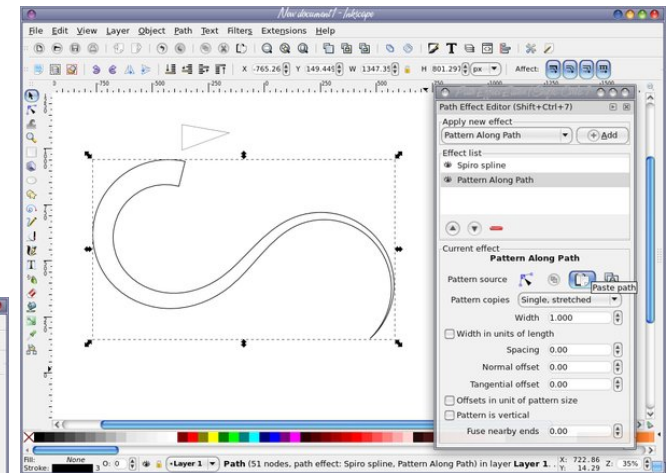 New document 1 - Inkscape
File Edit View Layer Object Path Text Filters Extensions Help
X -765.26 Y 149.449 W 1347.35 H 801.291 px Affect:
Path Effect Editor (Shift+Ctrl+7)
Apply new effect
Pattern Along Path Add
Effect list
Spiro spline
Pattern Along Path
Current effect
Pattern Along Path
Pattern source
Paste path
Pattern copies Single, stretched
Width 1.000
Width in units of length
Spacing 0.00
Normal offset 0.00
Tangential offset 0.00
Offsets in unit of pattern size
Pattern is vertical
Fuse nearby ends 0.00
Fill: None
Stroke: 3 O: 0 •Layer 1 Path (51 nodes, path effect: Spiro spline, Pattern Along Path) in layer Layer 1. X: 722.86 Z: 35%
Y: 14.29